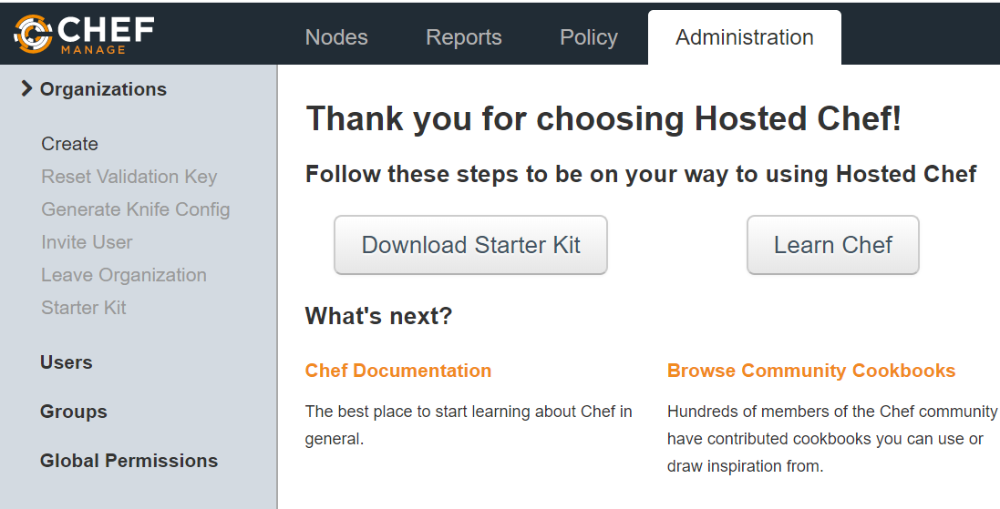 CHEF
MANAGE
Nodes Reports Policy Administration
Organizations
Create
Reset Validation Key
Generate Knife Config
Invite User
Leave Organization
Starter Kit
Users
Groups
Global Permissions
Thank you for choosing Hosted Chef!
Follow these steps to be on your way to using Hosted Chef
Download Starter Kit Learn Chef
What's next?
Chef Documentation
The best place to start learning about Chef in
general.
Browse Community Cookbooks
Hundreds of members of the Chef community
have contributed cookbooks you can use or
draw inspiration from.